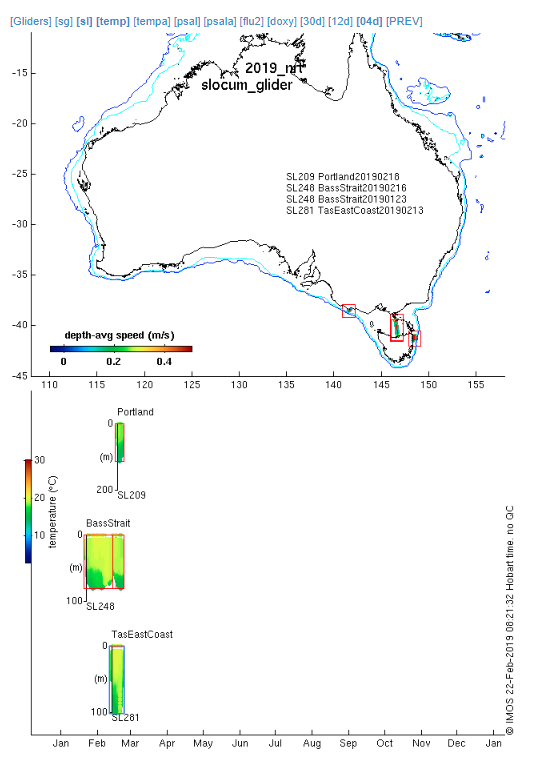 [Gliders] [sg] [sl] [temp] [tempa] [psal] [psala] [flu2] [doxy] [30d] [12d] [04d] [PREV]
2019_nrt
slocum_glider
SL209 Portland20190218
SL248 BassStrait20190216
SL248 BassStrait20190123
SL281 TasEastCoast20190213
-15
-20
-25
-30
-35
-40
-45
depth-avg speed (m/s)
0 0.2 0.4
110 115 120 125 130 135 140 145 150 155
Portland
0
(m)
200
SL209
30
20
10
temperature (°C)
BassStrait
0
(m)
100
SL248
TasEastCoast
0
(m)
100
SL281
Jan Feb Mar Apr May Jun Jul Aug Sep Oct Nov Dec Jan
© IMOS 22-Feb-2019 08:21:32 Hobart time. no QC